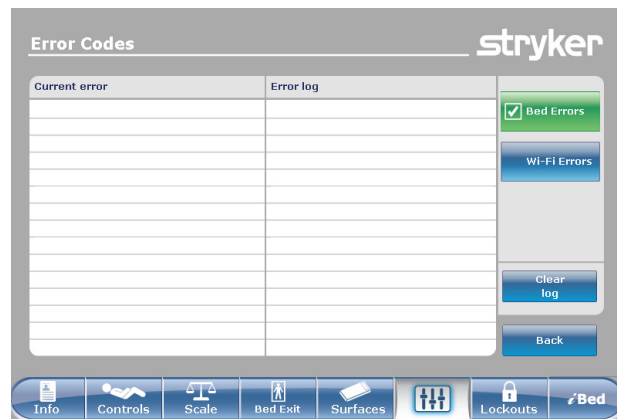 Error Codes
stryker
Current error
Error log
Bed Errors
Wi-Fi Errors
Clear
log
Back
Info
Controls
Scale
Bed Exit
Surfaces
Lockouts
iBed